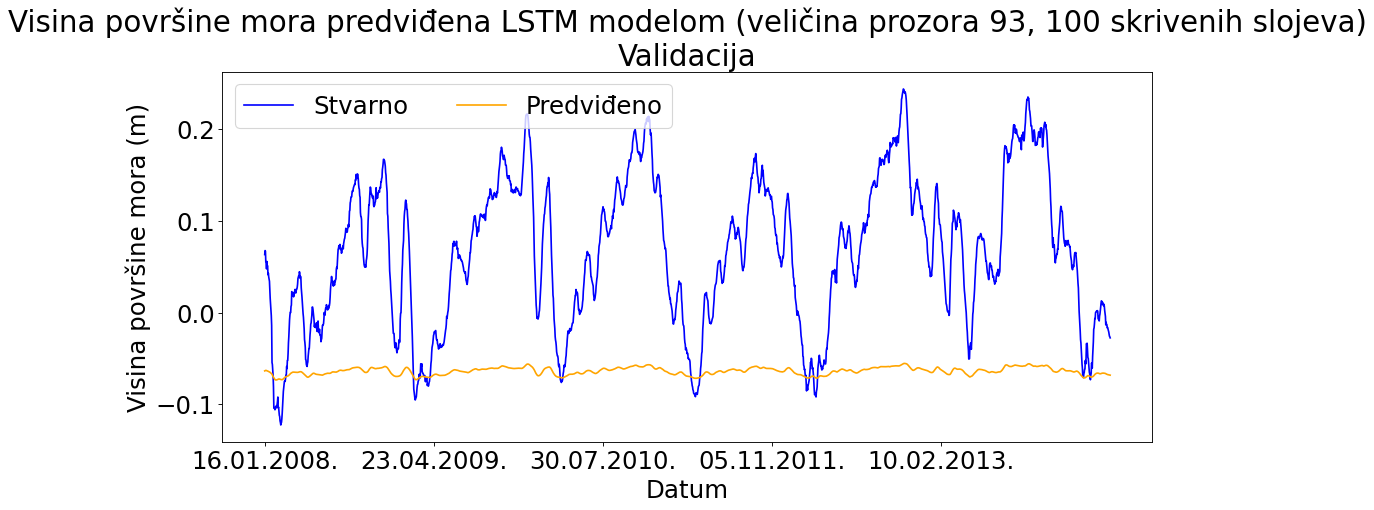 Visina površine mora predviđena LSTM modelom (veličina prozora 93, 100 skrivenih slojeva)
Validacija
Stvarno Predviđeno
Visina površine mora (m)
0.2
0.1
0.0
−0.1
16.01.2008. 23.04.2009. 30.07.2010. 05.11.2011. 10.02.2013.
Datum